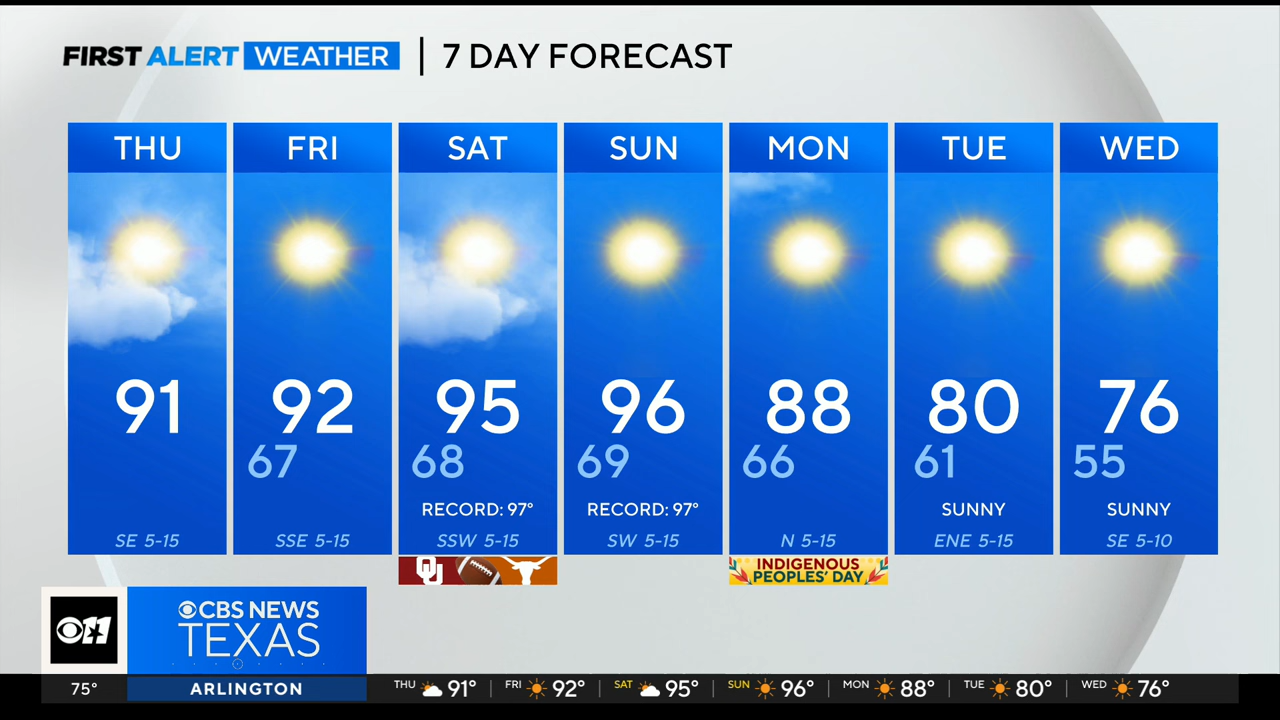 FIRST ALERT WEATHER | 7 DAY FORECAST
THU FRI SAT SUN MON TUE WED
91 92 95 96 88 80 76
67 68 69 66 61 55
RECORD: 97° RECORD: 97° SUNNY SUNNY
SE 5-15 SSE 5-15 SSW 5-15 SW 5-15 N 5-15 ENE 5-15 SE 5-10
OU
INDIGENOUS
PEOPLES' DAY
11
CBS NEWS
TEXAS
75° ARLINGTON THU 91° | FRI 92° | SAT 95° | SUN 96° | MON 88° | TUE 80° | WED 76°